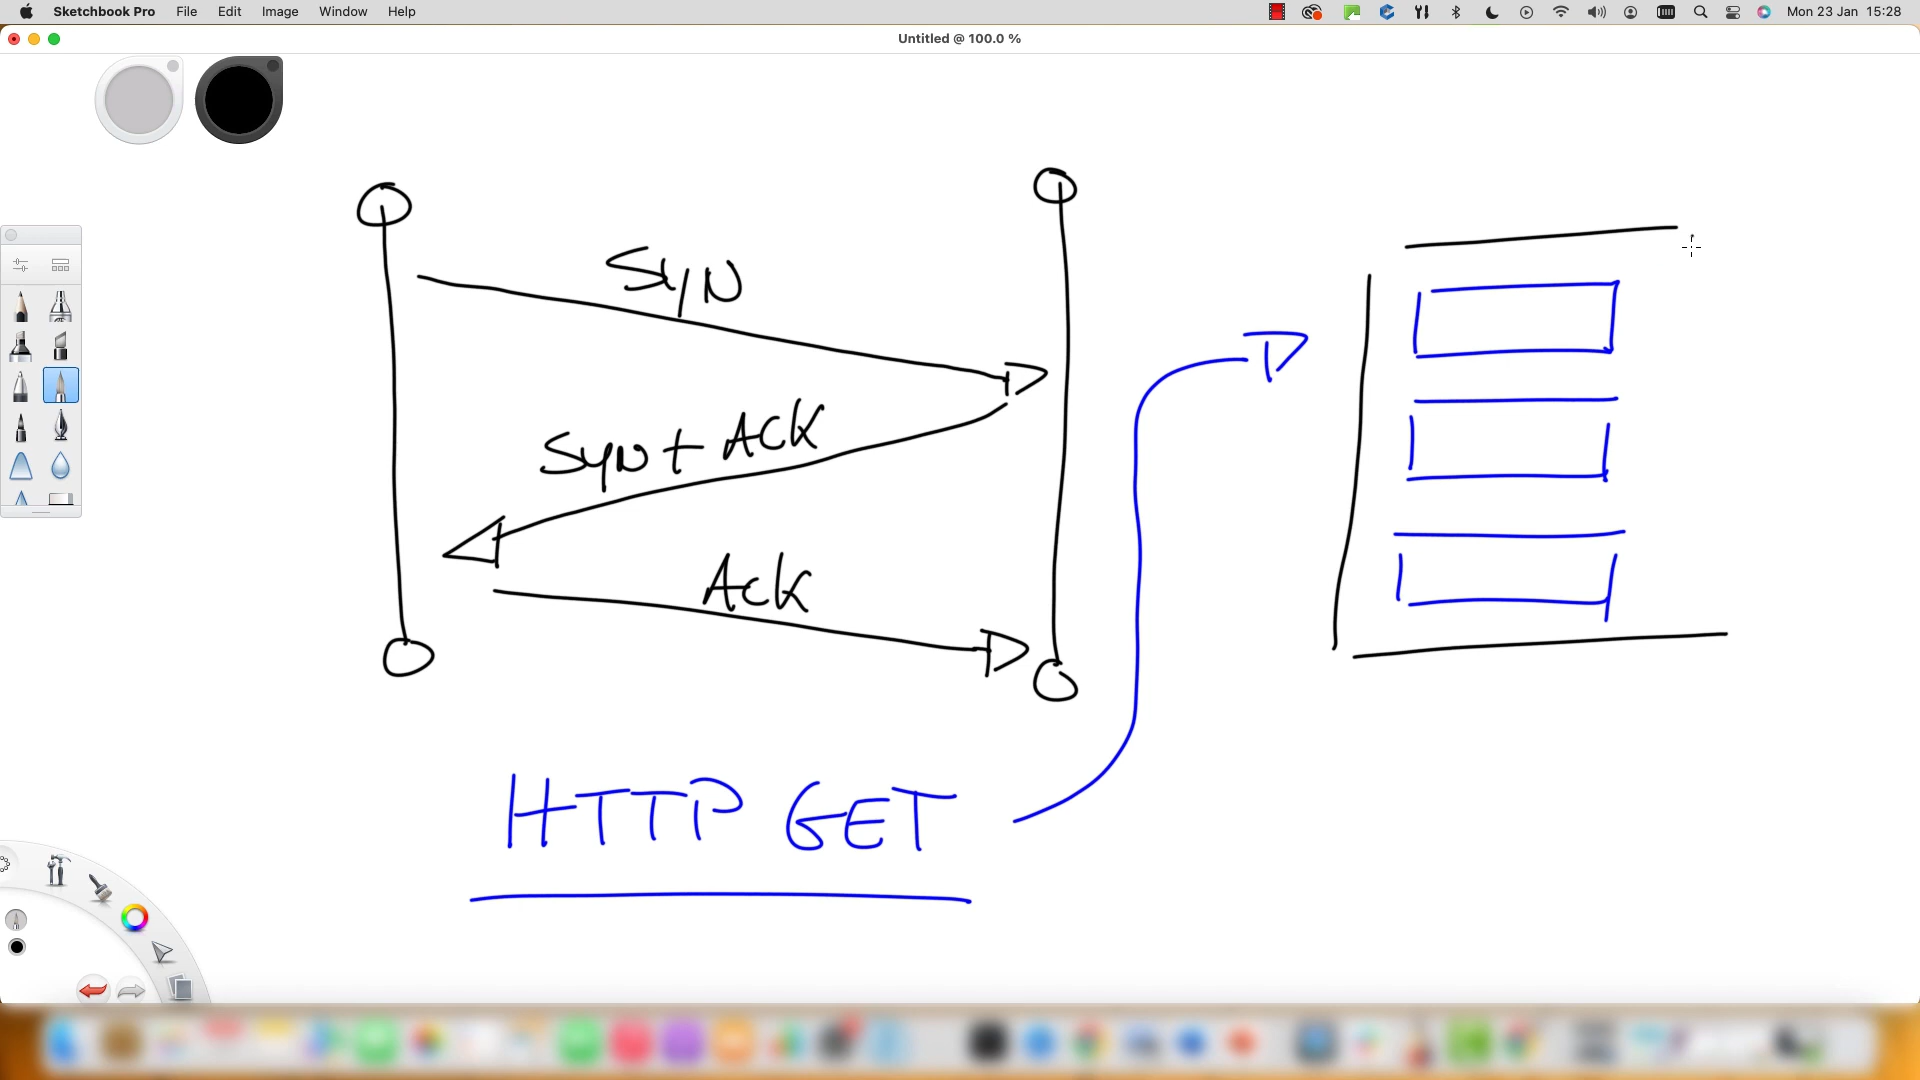 Sketchbook Pro File Edit Image Window Help Mon 23 Jan 15:28
Untitled @ 100.0 %
SYN
SYN + ACK
ACK
HTTP GET